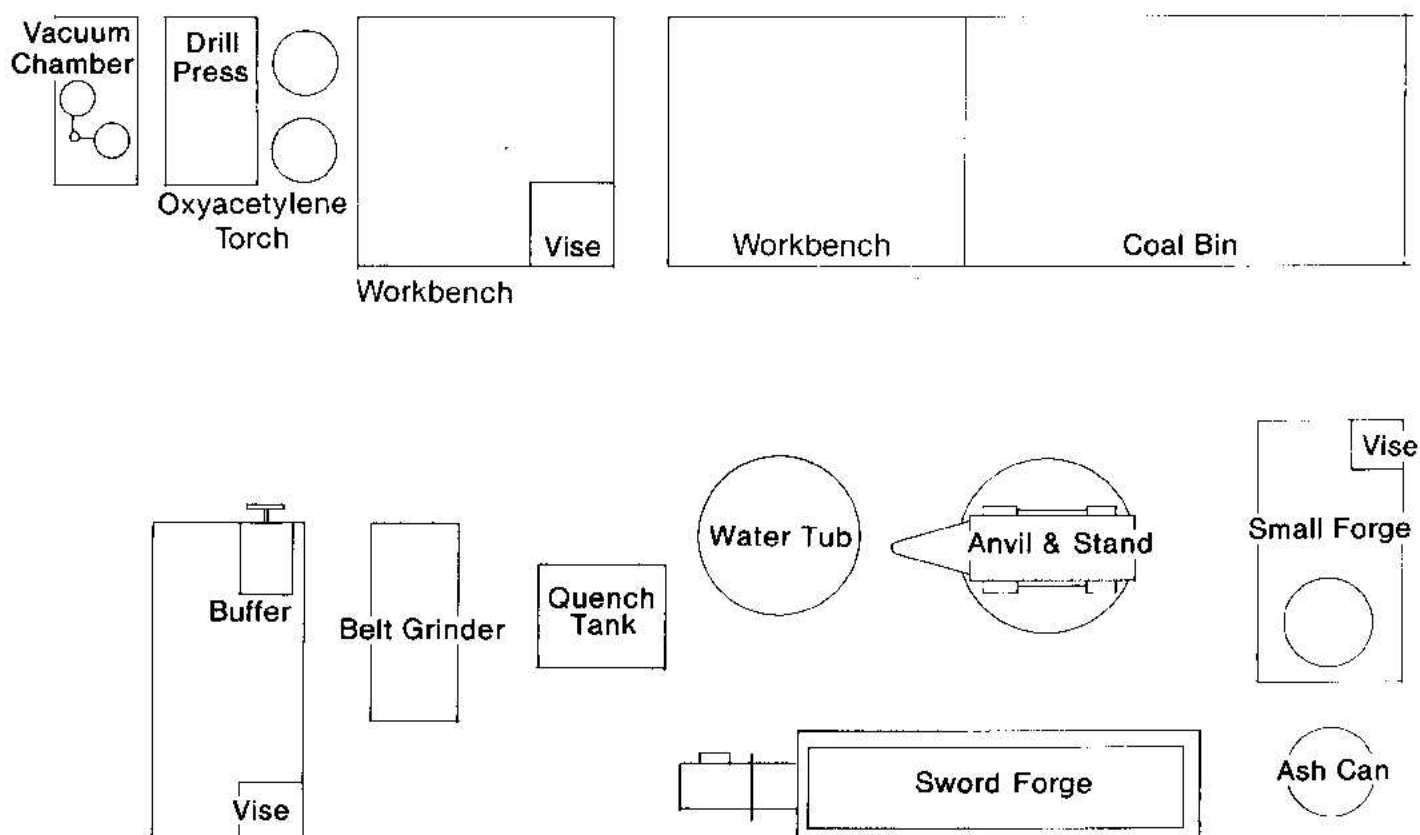 Vacuum
Chamber
Drill
Press
Oxyacetylene
Torch
Vise
Workbench
Workbench
Coal Bin
Vise
Small Forge
Water Tub
Anvil & Stand
Buffer
Belt Grinder
Quench
Tank
Vise
Sword Forge
Ash Can